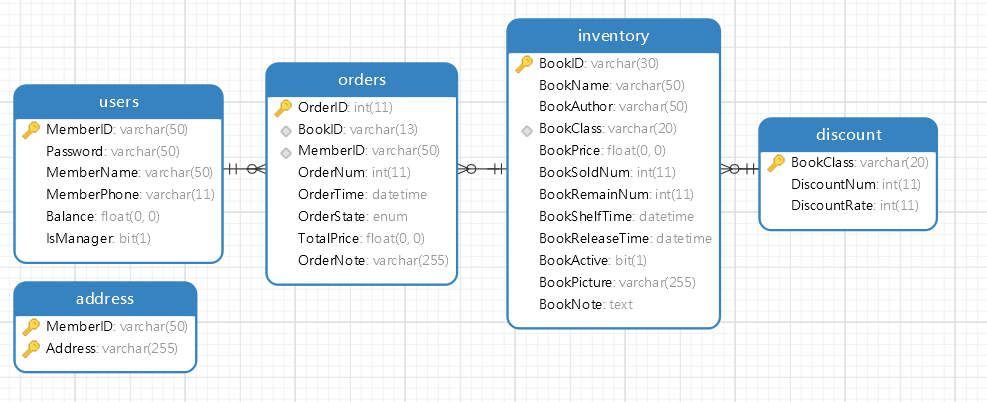 users
MemberID: varchar(50)
Password: varchar(50)
MemberName: varchar(50)
MemberPhone: varchar(11)
Balance: float(0, 0)
IsManager: bit(1)
address
MemberID: varchar(50)
Address: varchar(255)
orders
OrderID: int(11)
BookID: varchar(13)
MemberID: varchar(50)
OrderNum: int(11)
OrderTime: datetime
OrderState: enum
TotalPrice: float(0, 0)
OrderNote: varchar(255)
inventory
BookID: varchar(30)
BookName: varchar(50)
BookAuthor: varchar(50)
BookClass: varchar(20)
BookPrice: float(0, 0)
BookSoldNum: int(11)
BookRemainNum: int(11)
BookShelfTime: datetime
BookReleaseTime: datetime
BookActive: bit(1)
BookPicture: varchar(255)
BookNote: text
discount
BookClass: varchar(20)
DiscountNum: int(11)
DiscountRate: int(11)